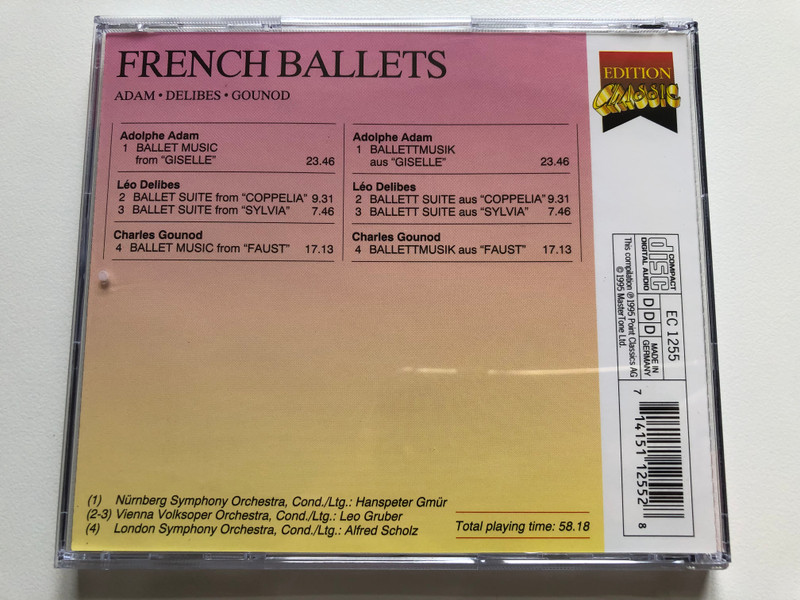 FRENCH BALLETS
ADAM • DELIBES • GOUNOD
Adolphe Adam
1 BALLET MUSIC
from "GISELLE" 23.46
Léo Delibes
2 BALLET SUITE from "COPPELIA" 9.31
3 BALLET SUITE from "SYLVIA" 7.46
Charles Gounod
4 BALLET MUSIC from "FAUST" 17.13
Adolphe Adam
1 BALLETTMUSIK
aus "GISELLE" 23.46
Léo Delibes
2 BALLETT SUITE aus "COPPELIA" 9.31
3 BALLETT SUITE aus "SYLVIA" 7.46
Charles Gounod
4 BALLETTMUSIK aus "FAUST" 17.13
(1) Nürnberg Symphony Orchestra, Cond./Ltg.: Hanspeter Gmür
(2-3) Vienna Volksoper Orchestra, Cond./Ltg.: Leo Gruber
(4) London Symphony Orchestra, Cond./Ltg.: Alfred Scholz
Total playing time: 58.18
EDITION
CLASSIC
COMPACT
disc
DIGITAL AUDIO
EC 1255
DDD
MADE IN
GERMANY
This compilation ℗ 1995 Point Classics AG
© 1995 MasterTone Ltd.
7 14151 12552 8